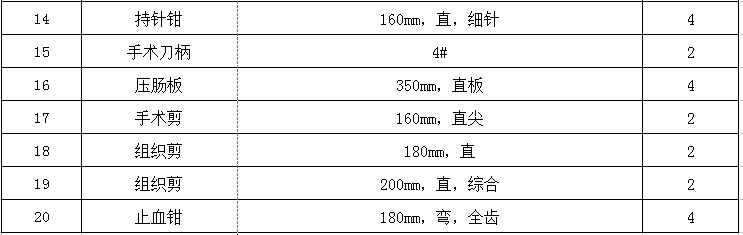 14 持针钳 160mm，直，细针 4
15 手术刀柄 4# 2
16 压肠板 350mm，直板 4
17 手术剪 160mm，直尖 2
18 组织剪 180mm，直 2
19 组织剪 200mm，直，综合 2
20 止血钳 180mm，弯，全齿 4